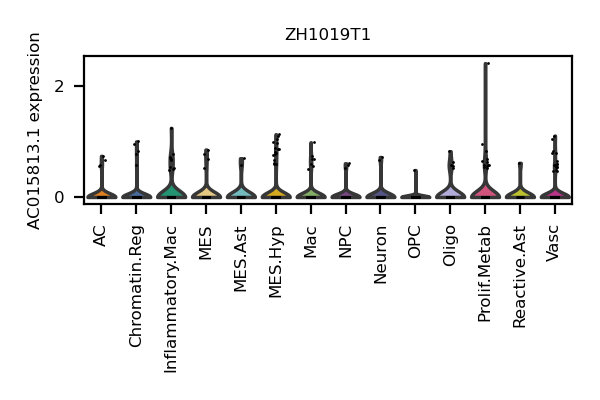 ZH1019T1
AC015813.1 expression
2
0
AC
Chromatin.Reg
Inflammatory.Mac
MES
MES.Ast
MES.Hyp
Mac
NPC
Neuron
OPC
Oligo
Prolif.Metab
Reactive.Ast
Vasc